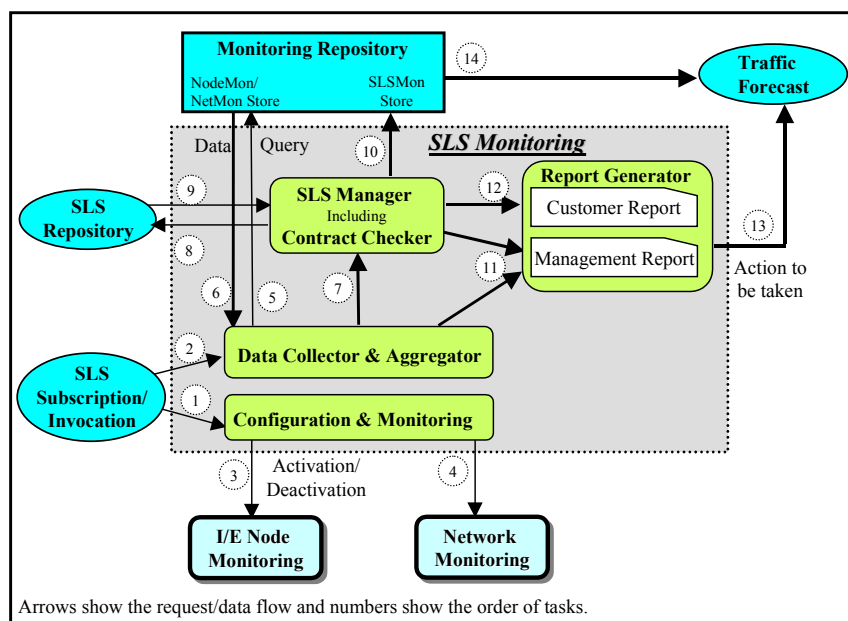 Monitoring Repository
NodeMon/
NetMon Store
SLSMon
Store
14
Traffic
Forecast
Data
Query
10
SLS Monitoring
9
SLS
Repository
8
SLS Manager
Including
Contract Checker
12
Report Generator
Customer Report
Management Report
13
Action to
be taken
11
6
5
7
2
Data Collector & Aggregator
SLS
Subscription/
Invocation
1
Configuration & Monitoring
3
Activation/
Deactivation
4
I/E Node
Monitoring
Network
Monitoring
Arrows show the request/data flow and numbers show the order of tasks.